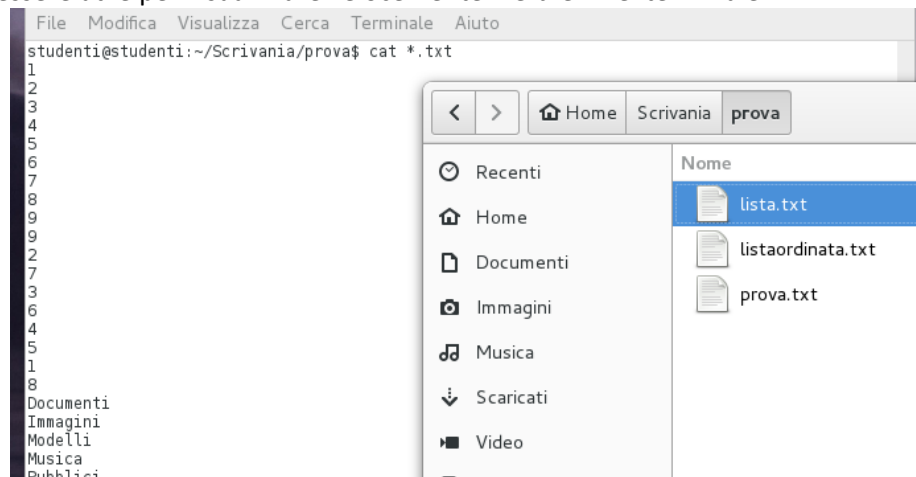 File Modifica Visualizza Cerca Terminale Aiuto
studenti@studenti:~/Scrivania/prova$ cat *.txt
1
2
3
4
5
6
7
8
9
9
2
7
3
6
4
5
1
8
Documenti
Immagini
Modelli
Musica
Pubblici
Home Scrivania prova
Recenti
Home
Documenti
Immagini
Musica
Scaricati
Video
Nome
lista.txt
listaordinata.txt
prova.txt